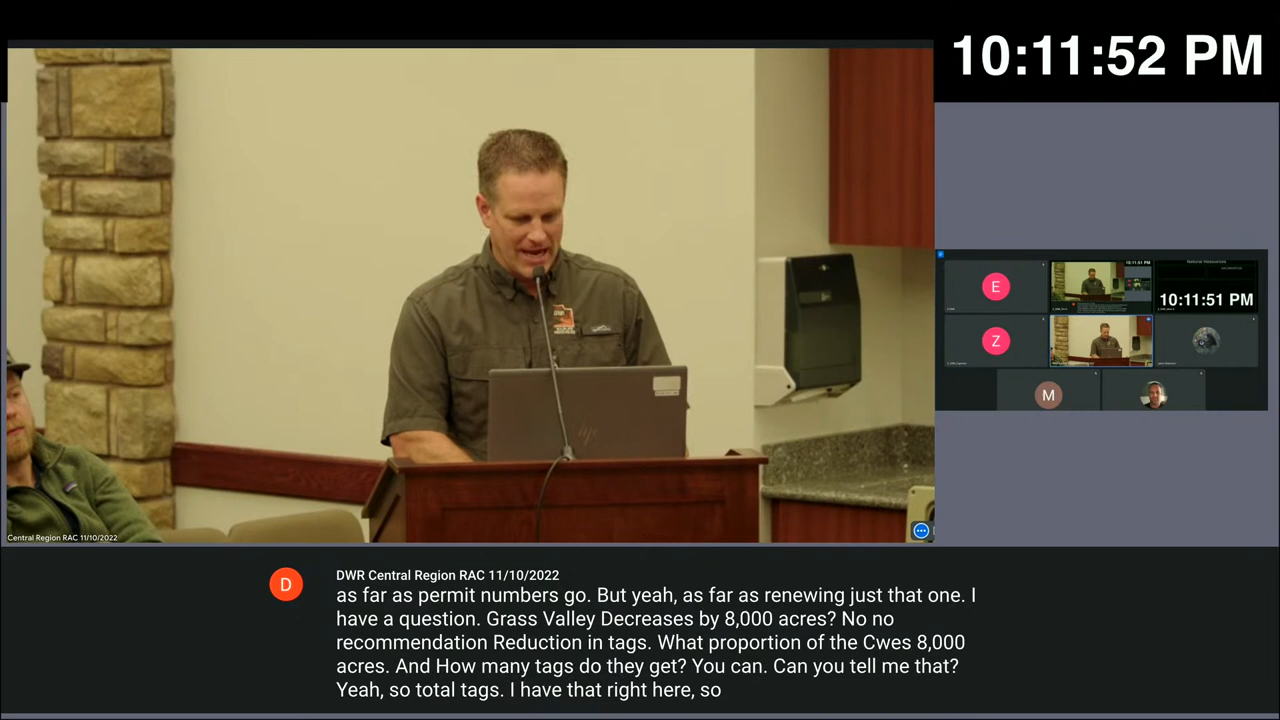 10:11:52 PM
Natural Resources
10:11:51 PM
E
Z
M
hp
Central Region RAC 11/10/2022
D
DWR Central Region RAC 11/10/2022
as far as permit numbers go. But yeah, as far as renewing just that one. I
have a question. Grass Valley Decreases by 8,000 acres? No no
recommendation Reduction in tags. What proportion of the Cwes 8,000
acres. And How many tags do they get? You can. Can you tell me that?
Yeah, so total tags. I have that right here, so